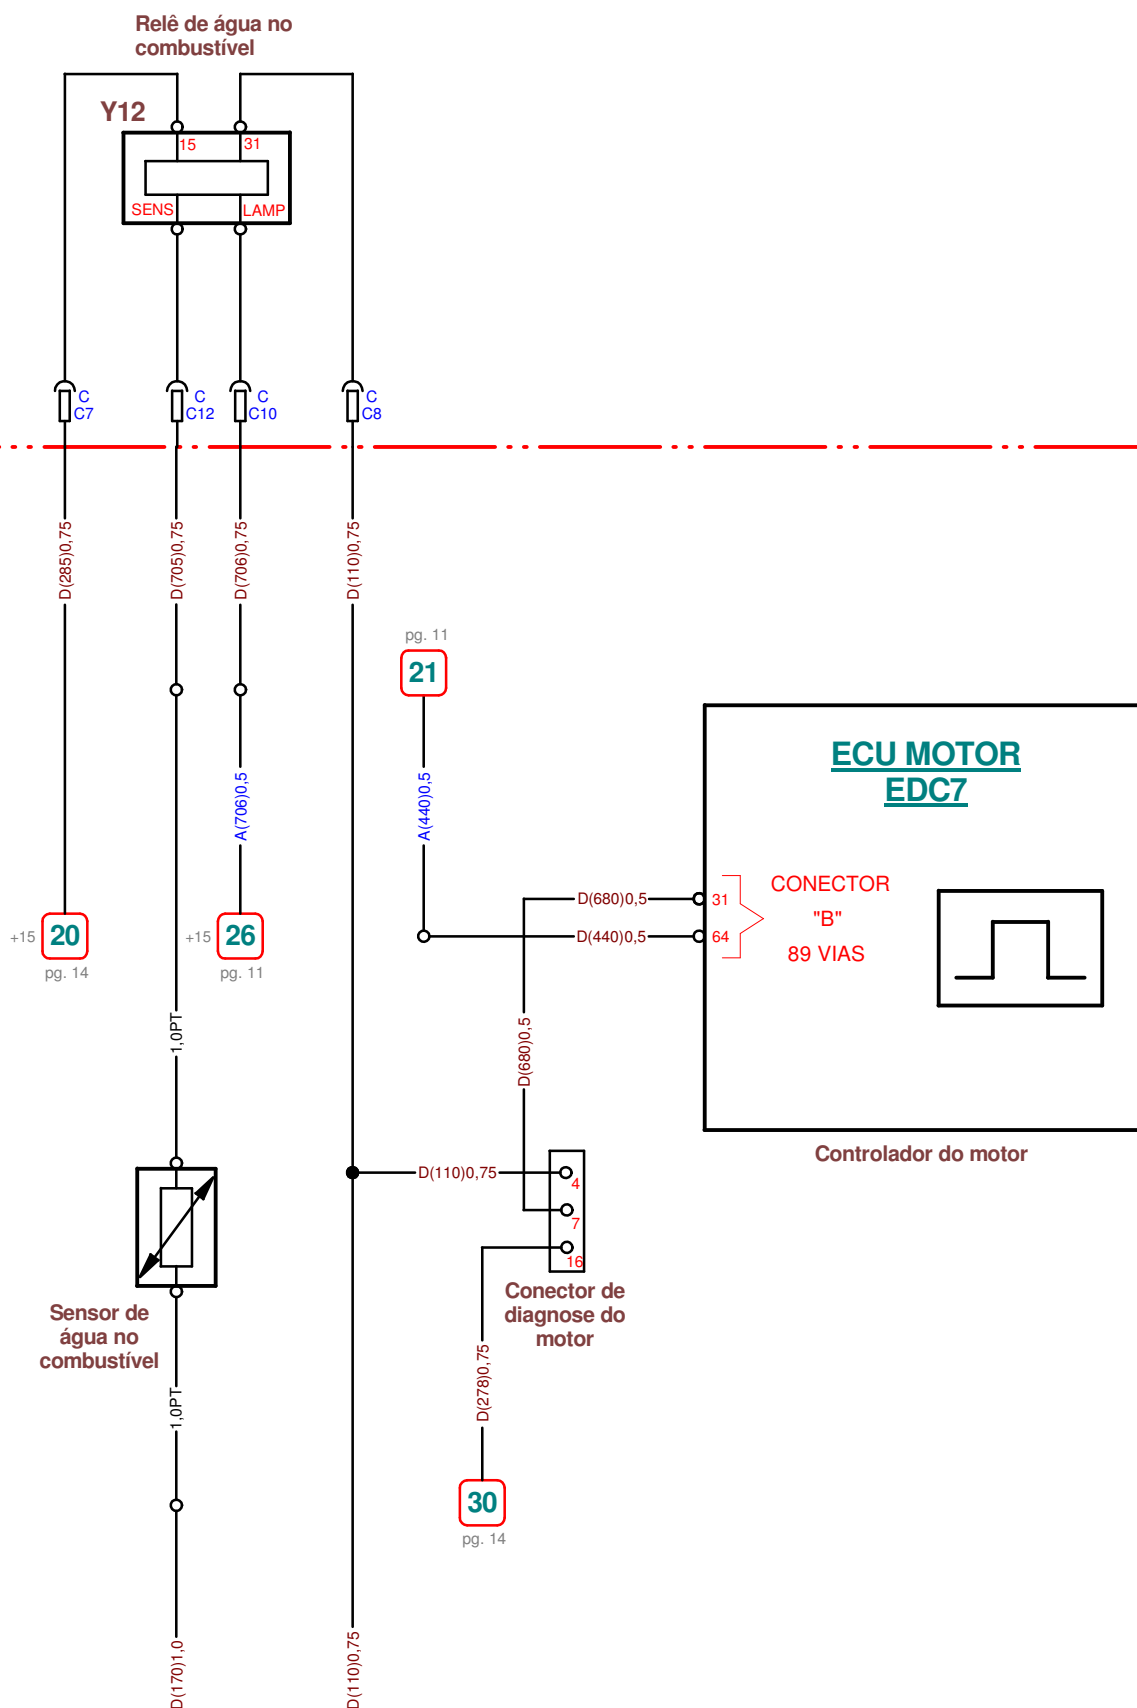 Relê de água no
combustível
Y12
15
31
SENS
LAMP
C
C7
C
C12
C
C10
C
C8
D(285)0,75
D(705)0,75
D(706)0,75
D(110)0,75
pg. 11
21
A(706)0,5
A(440)0,5
ECU MOTOR
EDC7
D(680)0,5
31
CONECTOR
"B"
89 VIAS
D(440)0,5
64
+15
20
pg. 14
+15
26
pg. 11
1,0PT
D(680)0,5
Controlador do motor
D(110)0,75
4
7
16
Conector de
diagnose do
motor
Sensor de
água no
combustível
1,0PT
D(278)0,75
30
pg. 14
D(170)1,0
D(110)0,75